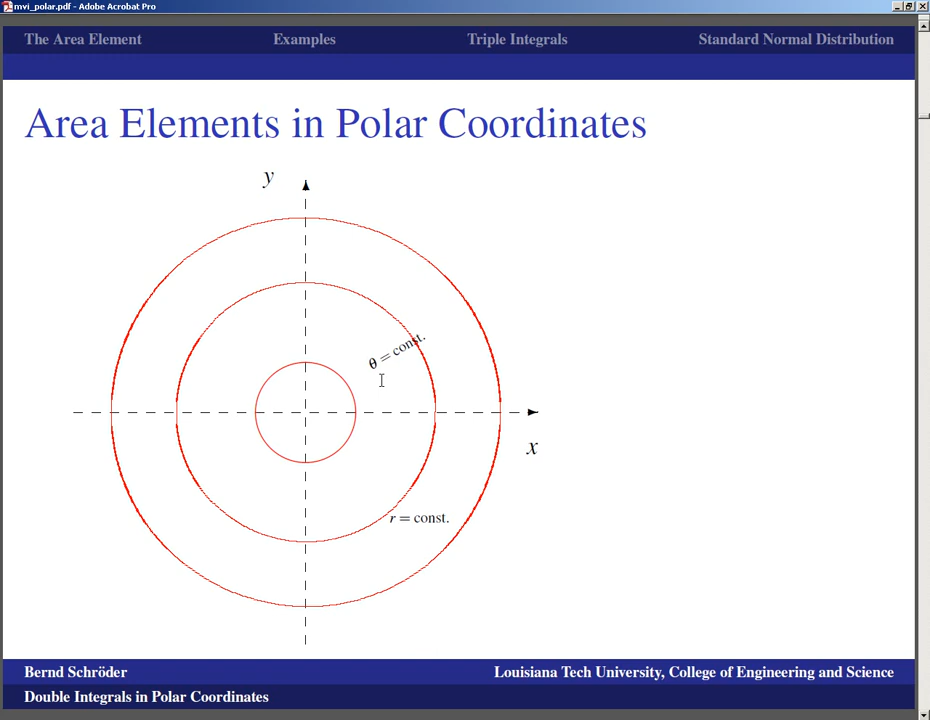 mvi_polar.pdf - Adobe Acrobat Pro
The Area Element Examples Triple Integrals Standard Normal Distribution
Area Elements in Polar Coordinates
y
θ = const.
x
r = const.
Bernd Schröder Louisiana Tech University, College of Engineering and Science
Double Integrals in Polar Coordinates